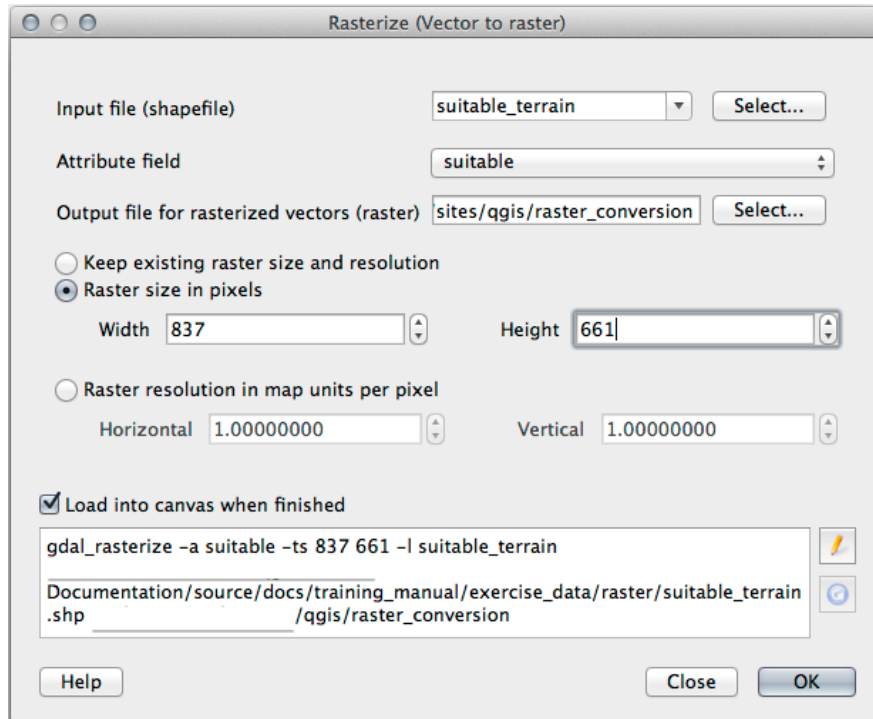 Rasterize (Vector to raster)
Input file (shapefile) suitable_terrain Select...
Attribute field suitable
Output file for rasterized vectors (raster) sites/qgis/raster_conversion Select...
Keep existing raster size and resolution
Raster size in pixels
Width 837 Height 661
Raster resolution in map units per pixel
Horizontal 1.00000000 Vertical 1.00000000
Load into canvas when finished
gdal_rasterize -a suitable -ts 837 661 -l suitable_terrain
Documentation/source/docs/training_manual/exercise_data/raster/suitable_terrain
.shp /qgis/raster_conversion
Help Close OK